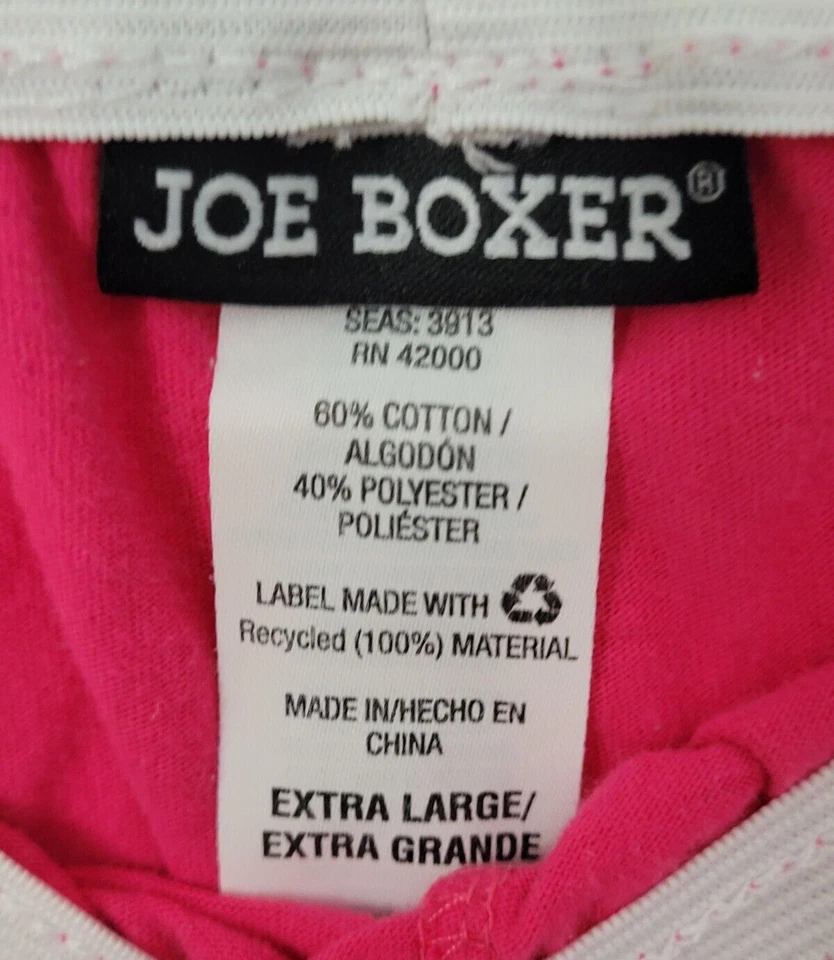 JOE BOXER®
SEAS: 3913
RN 42000
60% COTTON /
ALGODÓN
40% POLYESTER /
POLIÉSTER
LABEL MADE WITH
Recycled (100%) MATERIAL
MADE IN/HECHO EN
CHINA
EXTRA LARGE/
EXTRA GRANDE